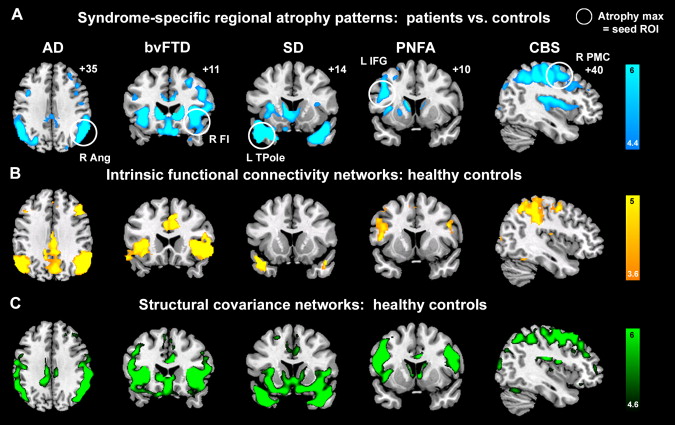 A Syndrome-specific regional atrophy patterns: patients vs. controls
Atrophy max
= seed ROI
AD bvFTD SD PNFA CBS
+35 +11 +14 L IFG +10 R PMC
+40
6
R Ang R FI L TPole
4.4
B Intrinsic functional connectivity networks: healthy controls
5
3.6
C Structural covariance networks: healthy controls
6
4.6